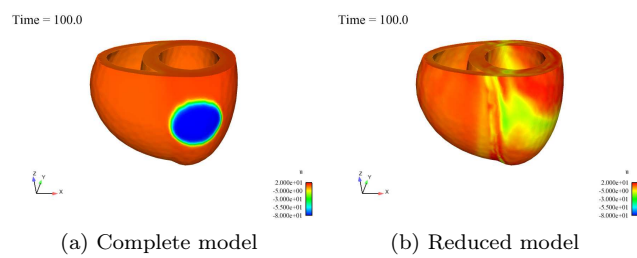 Time = 100.0
Time = 100.0
Z
Y
X
u
2.000e+01
-5.000e+00
-3.000e+01
-5.500e+01
-8.000e+01
Z
Y
X
u
2.000e+01
-5.000e+00
-3.000e+01
-5.500e+01
-8.000e+01
(a) Complete model
(b) Reduced model